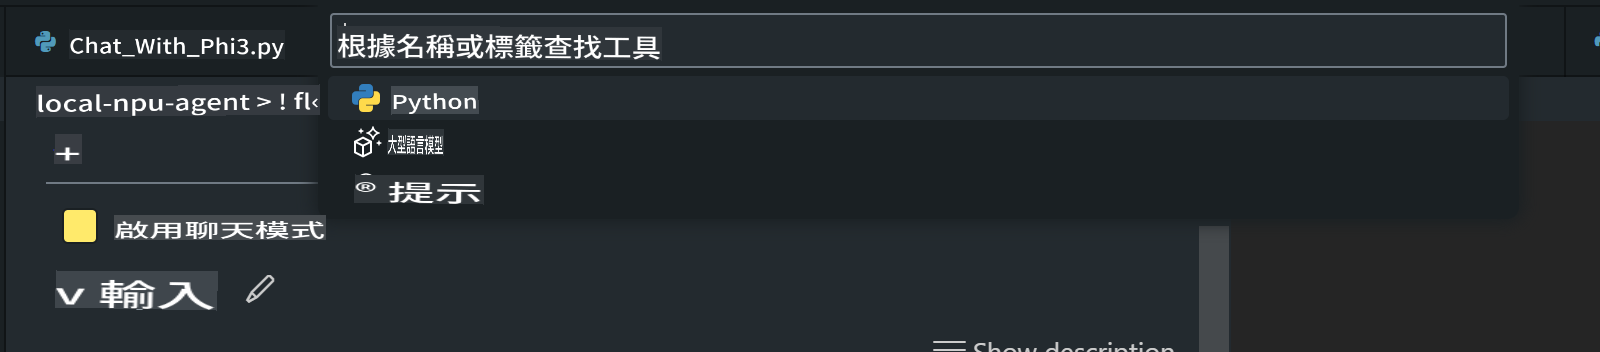 Chat_With_Phi3.py
根據名稱或標籤查找工具
local-npu-agent > ! fl
Python
+
大型語言模型
® 提示
啟用聊天模式
v 輸入
Show description